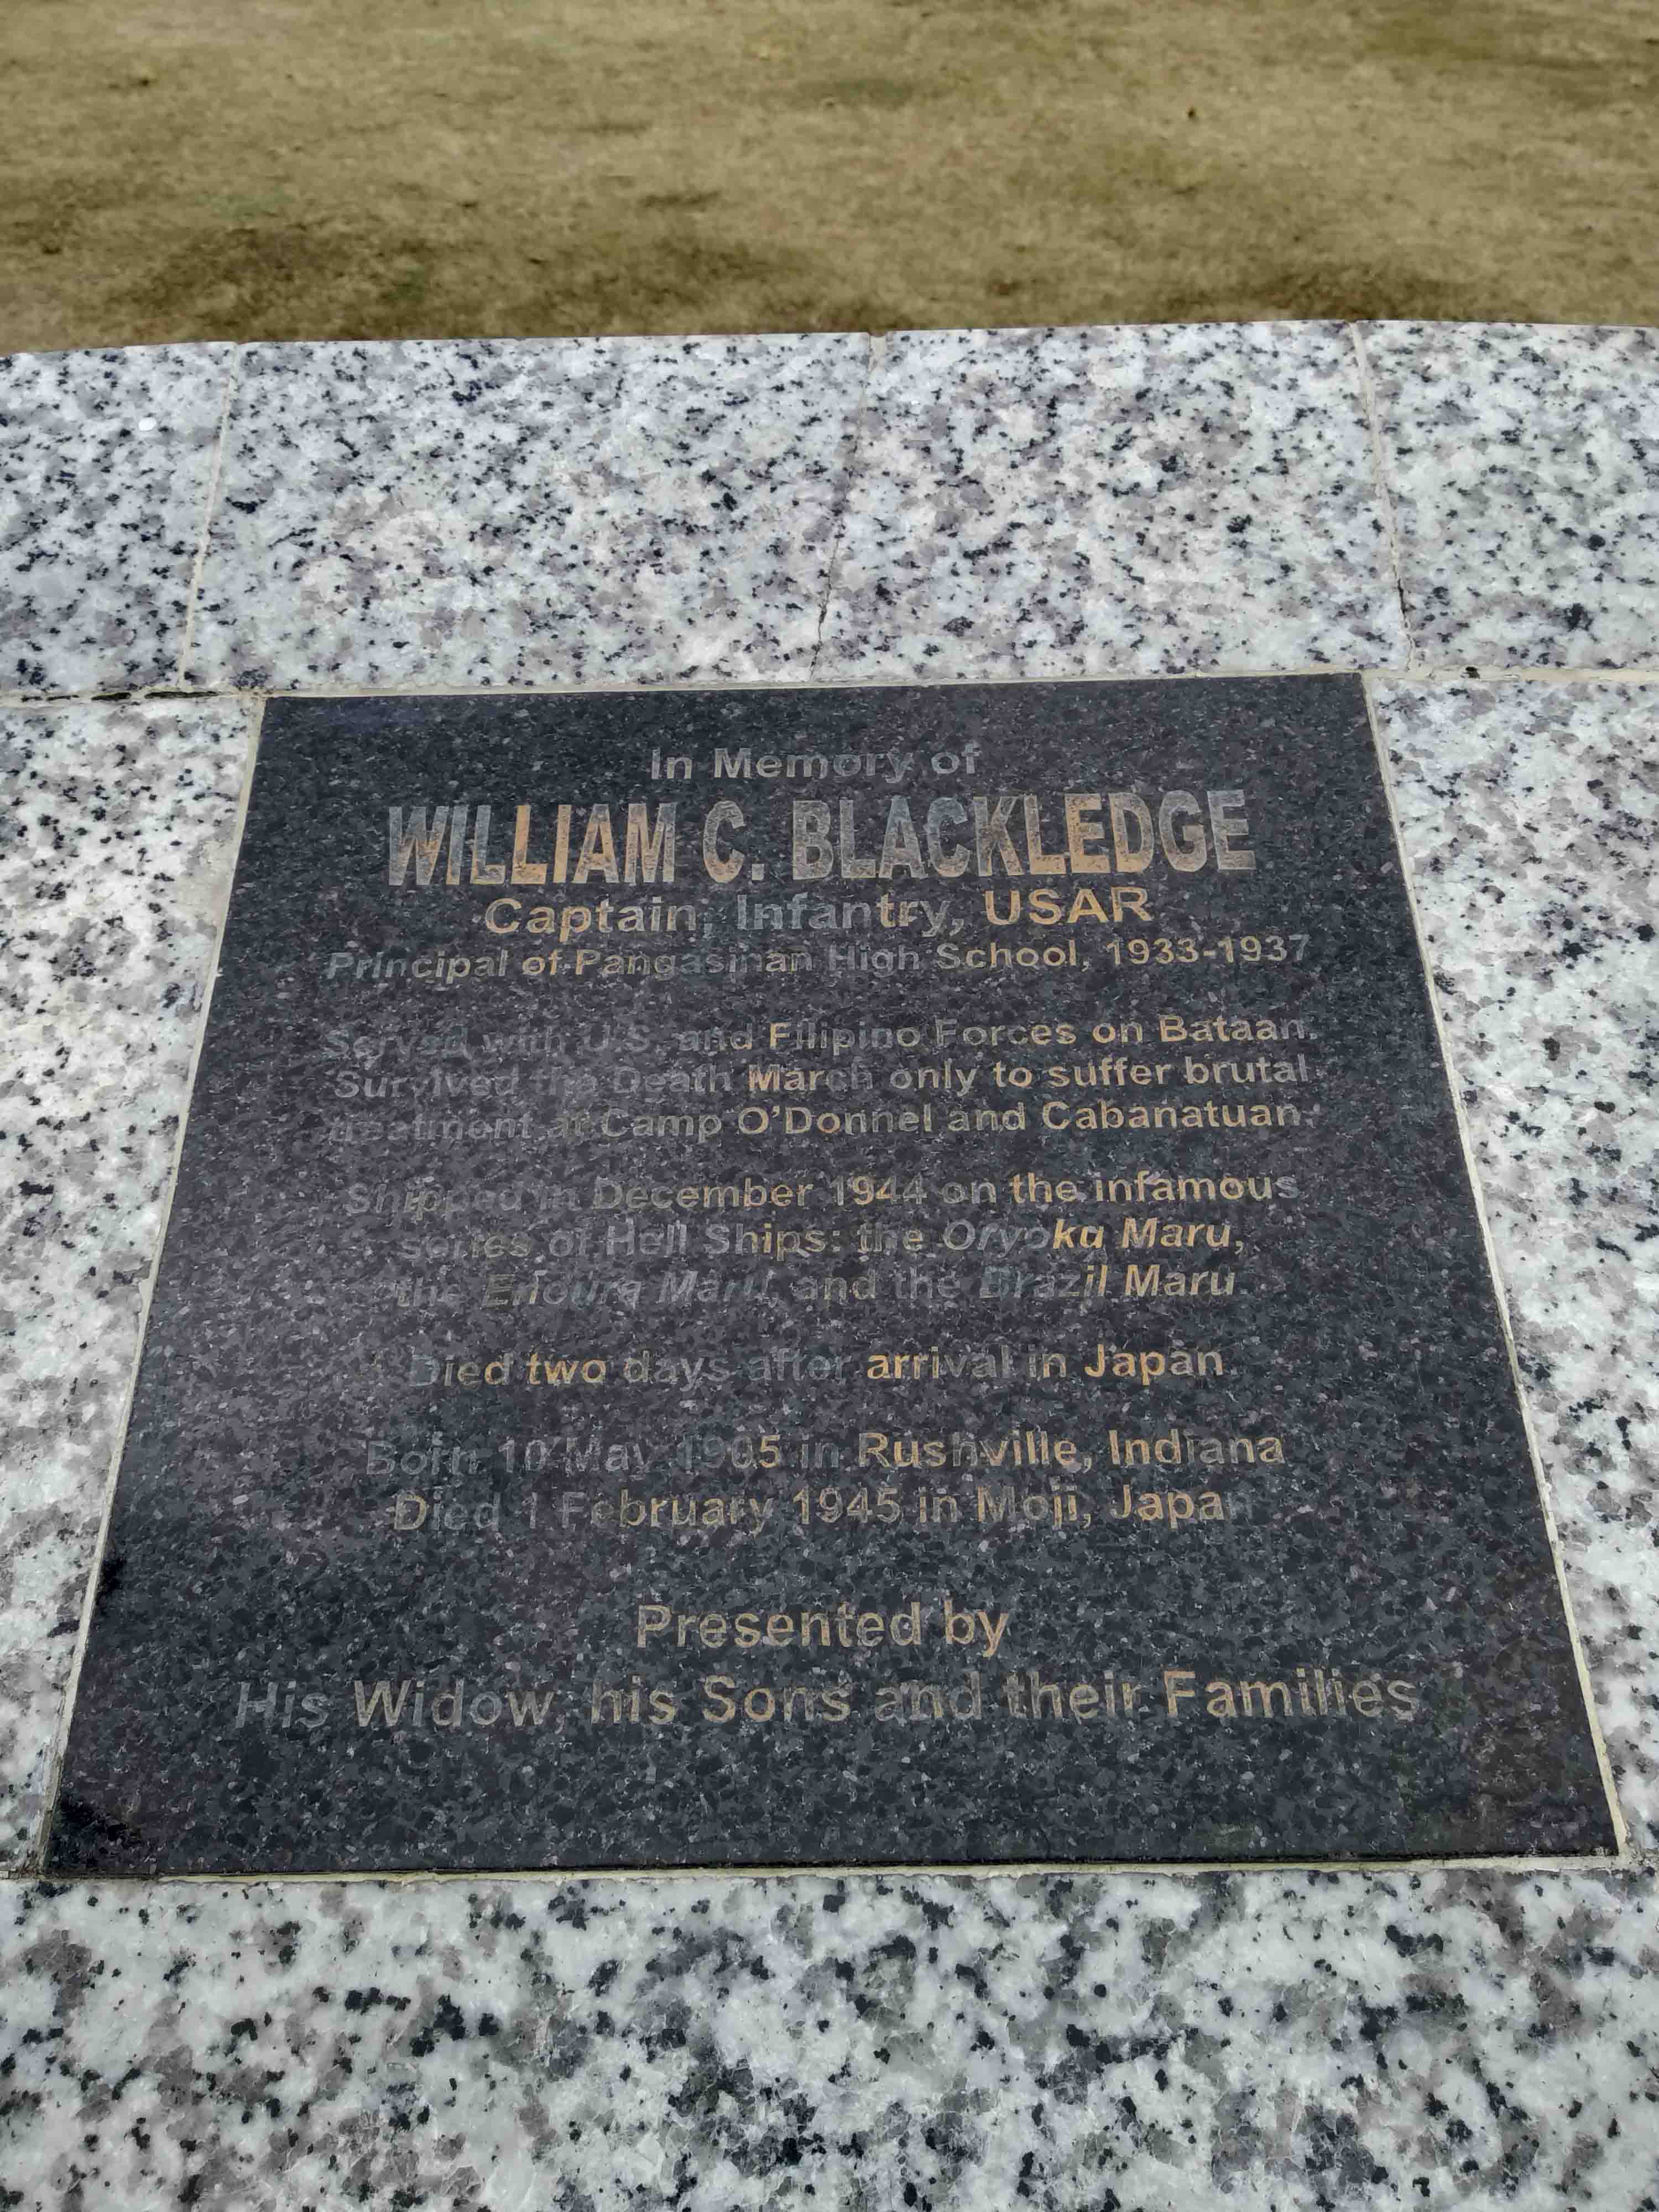 In Memory of
WILLIAM C. BLACKLEDGE
Captain, Infantry, USAR
Principal of Pangasinan High School, 1933-1937
Served with U.S. and Filipino Forces on Bataan.
Survived the Death March only to suffer brutal
treatment at Camp O'Donnel and Cabanatuan.
Shipped in December 1944 on the infamous
series of Hell Ships: the Oryoku Maru,
the Enoura Maru, and the Brazil Maru.
Died two days after arrival in Japan.
Born 10 May 1905 in Rushville, Indiana
Died 1 February 1945 in Moji, Japan
Presented by
His Widow, his Sons and their Families